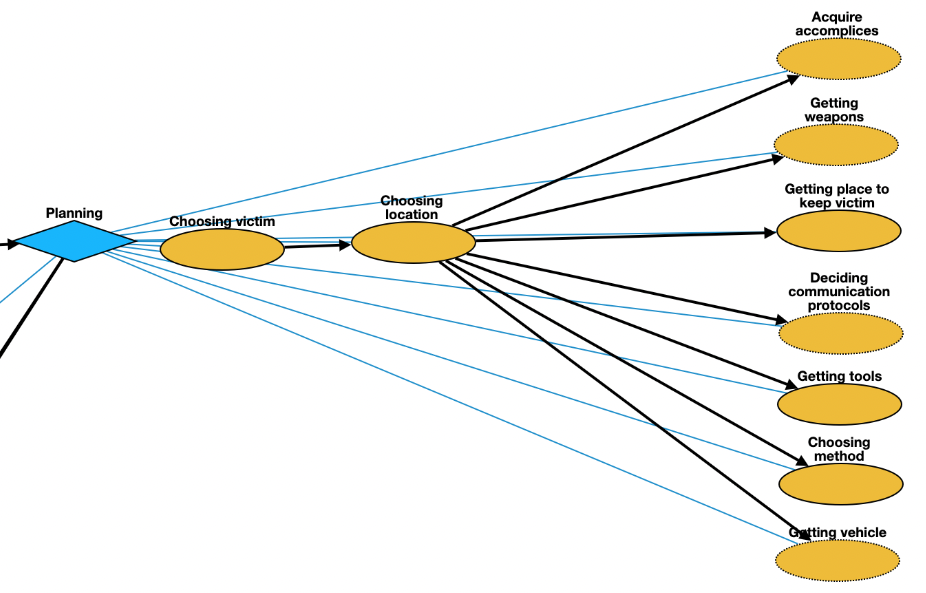 Acquire
accomplices
Getting
weapons
Getting place to
keep victim
Planning
Choosing victim
Choosing
location
Deciding
communication
protocols
Getting tools
Choosing
method
Getting vehicle